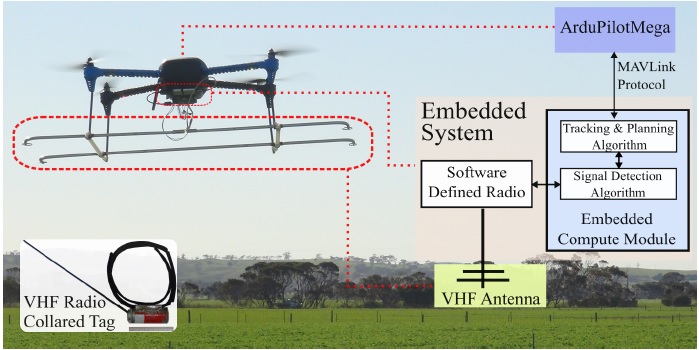 ArduPilotMega
MAVLink
Protocol
Embedded
System
Tracking & Planning
Algorithm
Software
Defined Radio
Signal Detection
Algorithm
Embedded
Compute Module
VHF Antenna
VHF Radio
Collared Tag